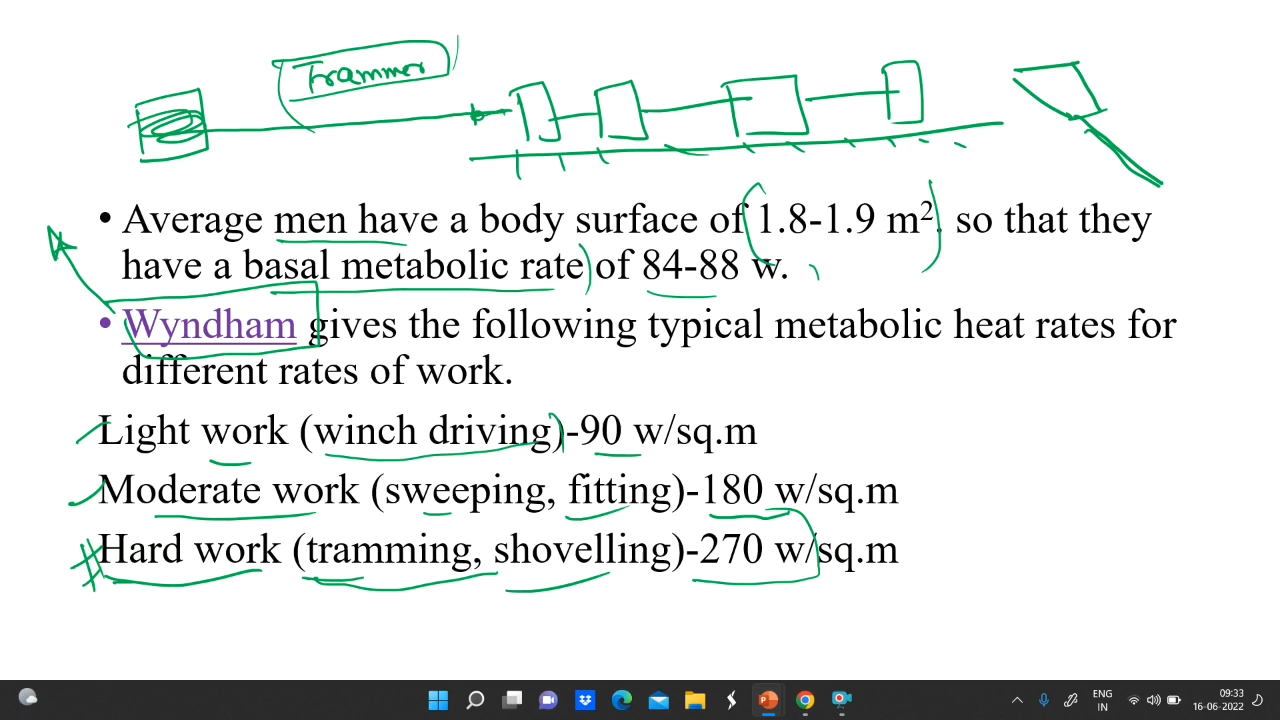 Trammer
• Average men have a body surface of 1.8-1.9 m². so that they
have a basal metabolic rate of 84-88 w.
• Wyndham gives the following typical metabolic heat rates for
different rates of work.
Light work (winch driving)-90 w/sq.m
Moderate work (sweeping, fitting)-180 w/sq.m
Hard work (tramming, shovelling)-270 w/sq.m
ENG
IN
09:33
16-06-2022